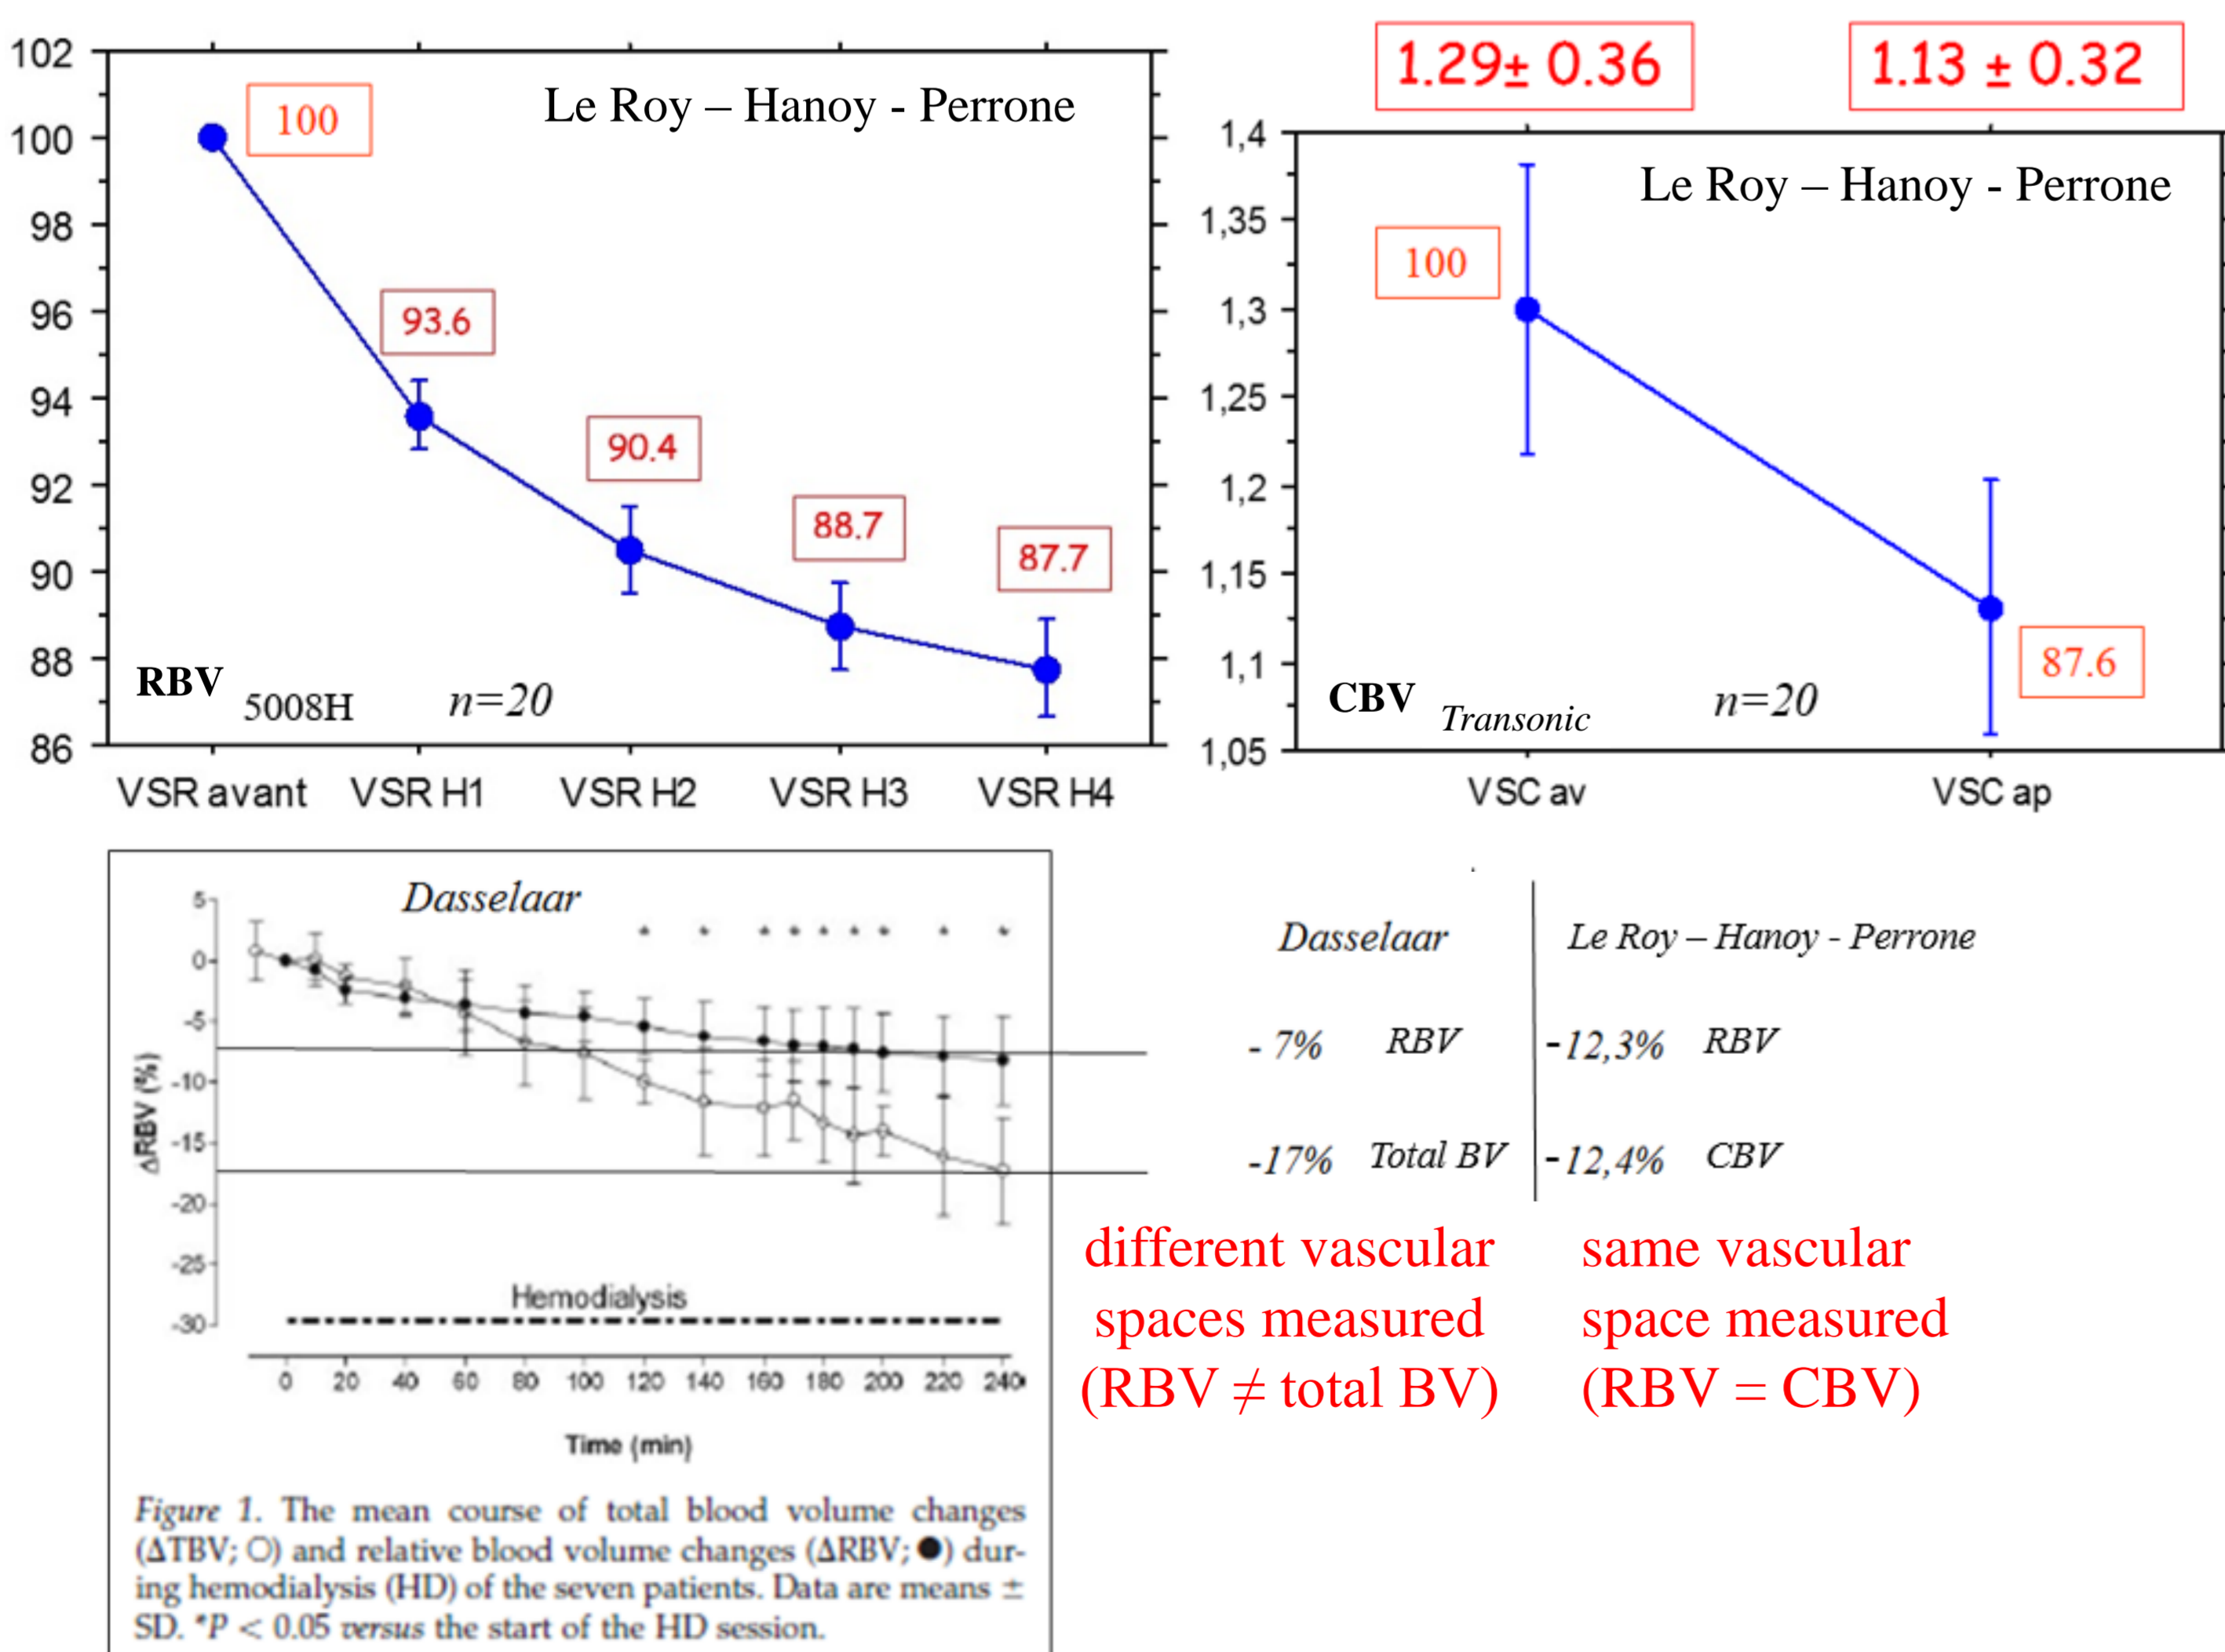 Le Roy – Hanoy - Perrone
102
100
98
96
94
92
90
88
86
100
93.6
90.4
88.7
87.7
RBV 5008H n=20
VSR avant VSR H1 VSR H2 VSR H3 VSR H4
1.29± 0.36 1.13 ± 0.32
Le Roy – Hanoy - Perrone
1,4
1,35
1,3
1,25
1,2
1,15
1,1
1,05
100
87.6
CBV Transonic n=20
VSC av VSC ap
Dasselaar
ΔRBV (%)
5
0
-5
-10
-15
-20
-25
-30
* * * * * * * * *
Hemodialysis
0 20 40 60 80 100 120 140 160 180 200 220 240
Time (min)
Figure 1. The mean course of total blood volume changes
(ΔTBV; ○) and relative blood volume changes (ΔRBV; ●) dur-
ing hemodialysis (HD) of the seven patients. Data are means ±
SD. *P < 0.05 versus the start of the HD session.
Dasselaar Le Roy – Hanoy - Perrone
- 7% RBV -12,3% RBV
-17% Total BV -12,4% CBV
different vascular
spaces measured
(RBV ≠ total BV)
same vascular
space measured
(RBV = CBV)